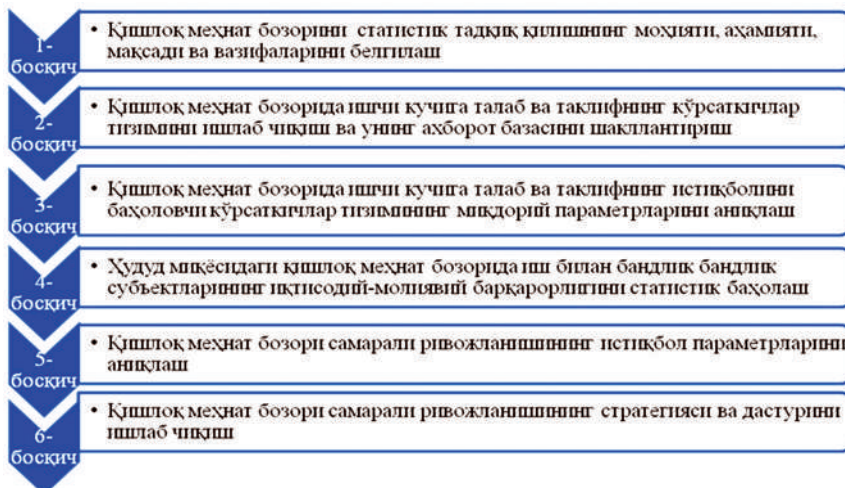 1-
босқич
• Қишлоқ меҳнат бозорини статистик тадқиқ қилишнинг моҳияти, аҳамияти,
мақсади ва вазифаларини белгилаш
2-
босқич
• Қишлоқ меҳнат бозорида ишчи кучига талаб ва таклифнинг кўрсаткичлар
тизимини ишлаб чиқиш ва унинг ахборот базасини шакллантириш
3-
босқич
• Қишлоқ меҳнат бозорида ишчи кучига талаб ва таклифнинг истиқболини
баҳоловчи кўрсаткичлар тизимининг миқдорий параметрларини аниқлаш
4-
босқич
• Ҳудуд миқёсидаги қишлоқ меҳнат бозорида иш билан бандлик бандлик
субъектларининг иқтисодий-молиявий барқарорлигини статистик баҳолаш
5-
босқич
• Қишлоқ меҳнат бозори самарали ривожланишининг истиқбол параметрларини
аниқлаш
6-
босқич
• Қишлоқ меҳнат бозори самарали ривожланишининг стратегияси ва дастурини
ишлаб чиқиш